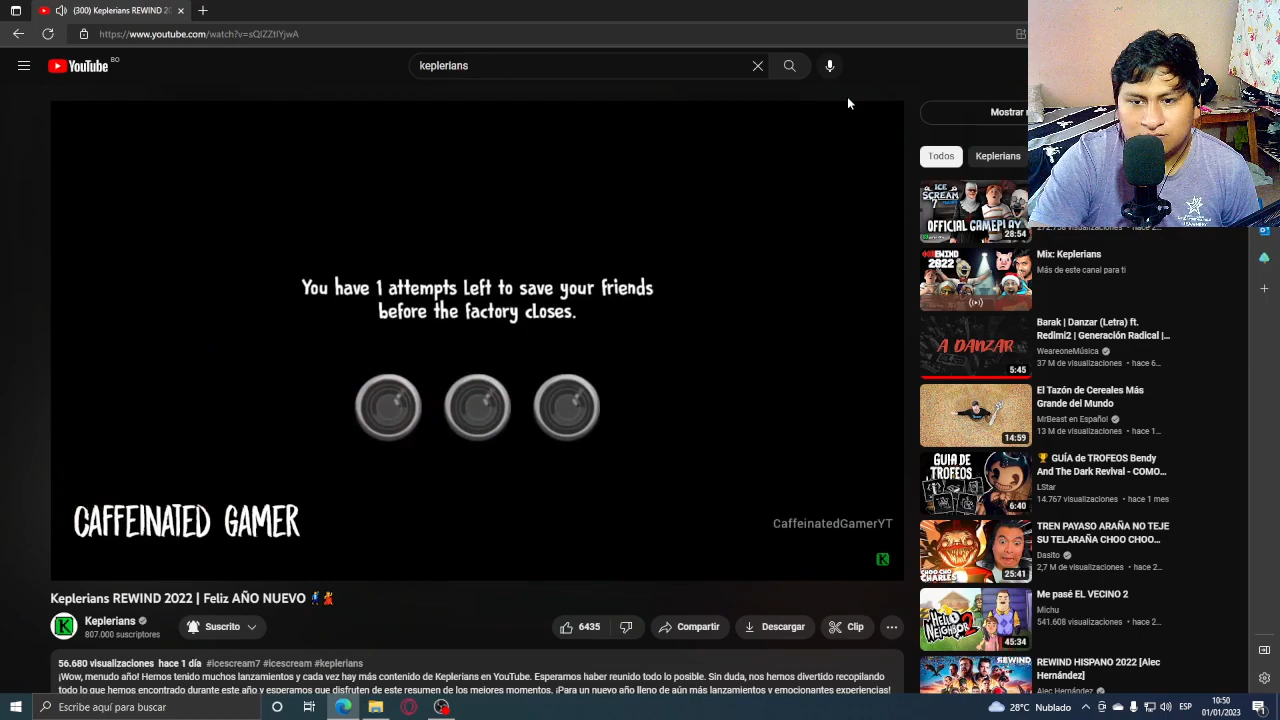 (300) Keplerians REWIND 20
https://www.youtube.com/watch?v=sQIZZtIYjwA
YouTube BO
keplerians
You have 1 attempts left to save your friends
before the factory closes.
CAFFEINATED GAMER
CaffeinatedGamerYT
Keplerians REWIND 2022 | Feliz AÑO NUEVO
Keplerians
807.000 suscriptores
Suscrito
6435
Compartir
Descargar
Clip
56.680 visualizaciones hace 1 día #icescream7 #icescream #keplerians
¡Wow, menudo año! Hemos tenido muchos lanzamientos y cada vez hay más contenido de Keplerians en YouTube. Esperamos haber reunido todo lo posible. Sin duda, nos hemos divertido recopilando
todo lo que hemos encontrado durante este año y esperamos que disfruten de este resumen de los mejores momentos. ¡Para un nuevo año lleno de aún más lanzamientos y emocionantes experiencias!
Mostrar
Todos
Keplerians
ICE
SCREAM
7
OFFICIAL GAMEPLAY
28:54
REWIND
2022
Mix: Keplerians
Más de este canal para ti
A DANZAR
5:45
Barak | Danzar (Letra) ft.
Redimi2 | Generación Radical |...
WeareoneMúsica
37 M de visualizaciones • hace 6...
14:59
El Tazón de Cereales Más
Grande del Mundo
MrBeast en Español
13 M de visualizaciones • hace 1...
GUIA DE
TROFEOS
6:40
GUÍA de TROFEOS Bendy
And The Dark Revival - COMO...
LStar
14.767 visualizaciones • hace 1 mes
CHOO CHOO
CHARLES
25:41
TREN PAYASO ARAÑA NO TEJE
SU TELARAÑA CHOO CHOO...
Dasito
2,7 M de visualizaciones • hace 2...
HELLO
NEIGHBOR 2
45:34
Me pasé EL VECINO 2
Michu
541.608 visualizaciones • hace 2...
REWIND
REWIND HISPANO 2022 [Alec
Hernández]
Alec Hernández
Escribe aquí para buscar
28°C Nublado
ESP
10:50
01/01/2023